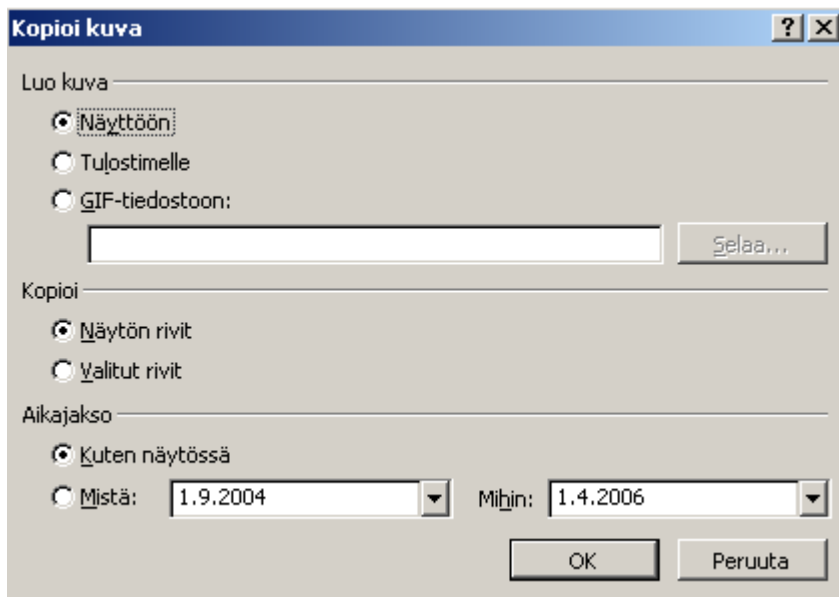 Kopioi kuva
Luo kuva
Näyttöön
Tulostimelle
GIF-tiedostoon:
Selaa...
Kopioi
Näytön rivit
Valitut rivit
Aikajakso
Kuten näytössä
Mistä: 1.9.2004 Mihin: 1.4.2006
OK Peruuta